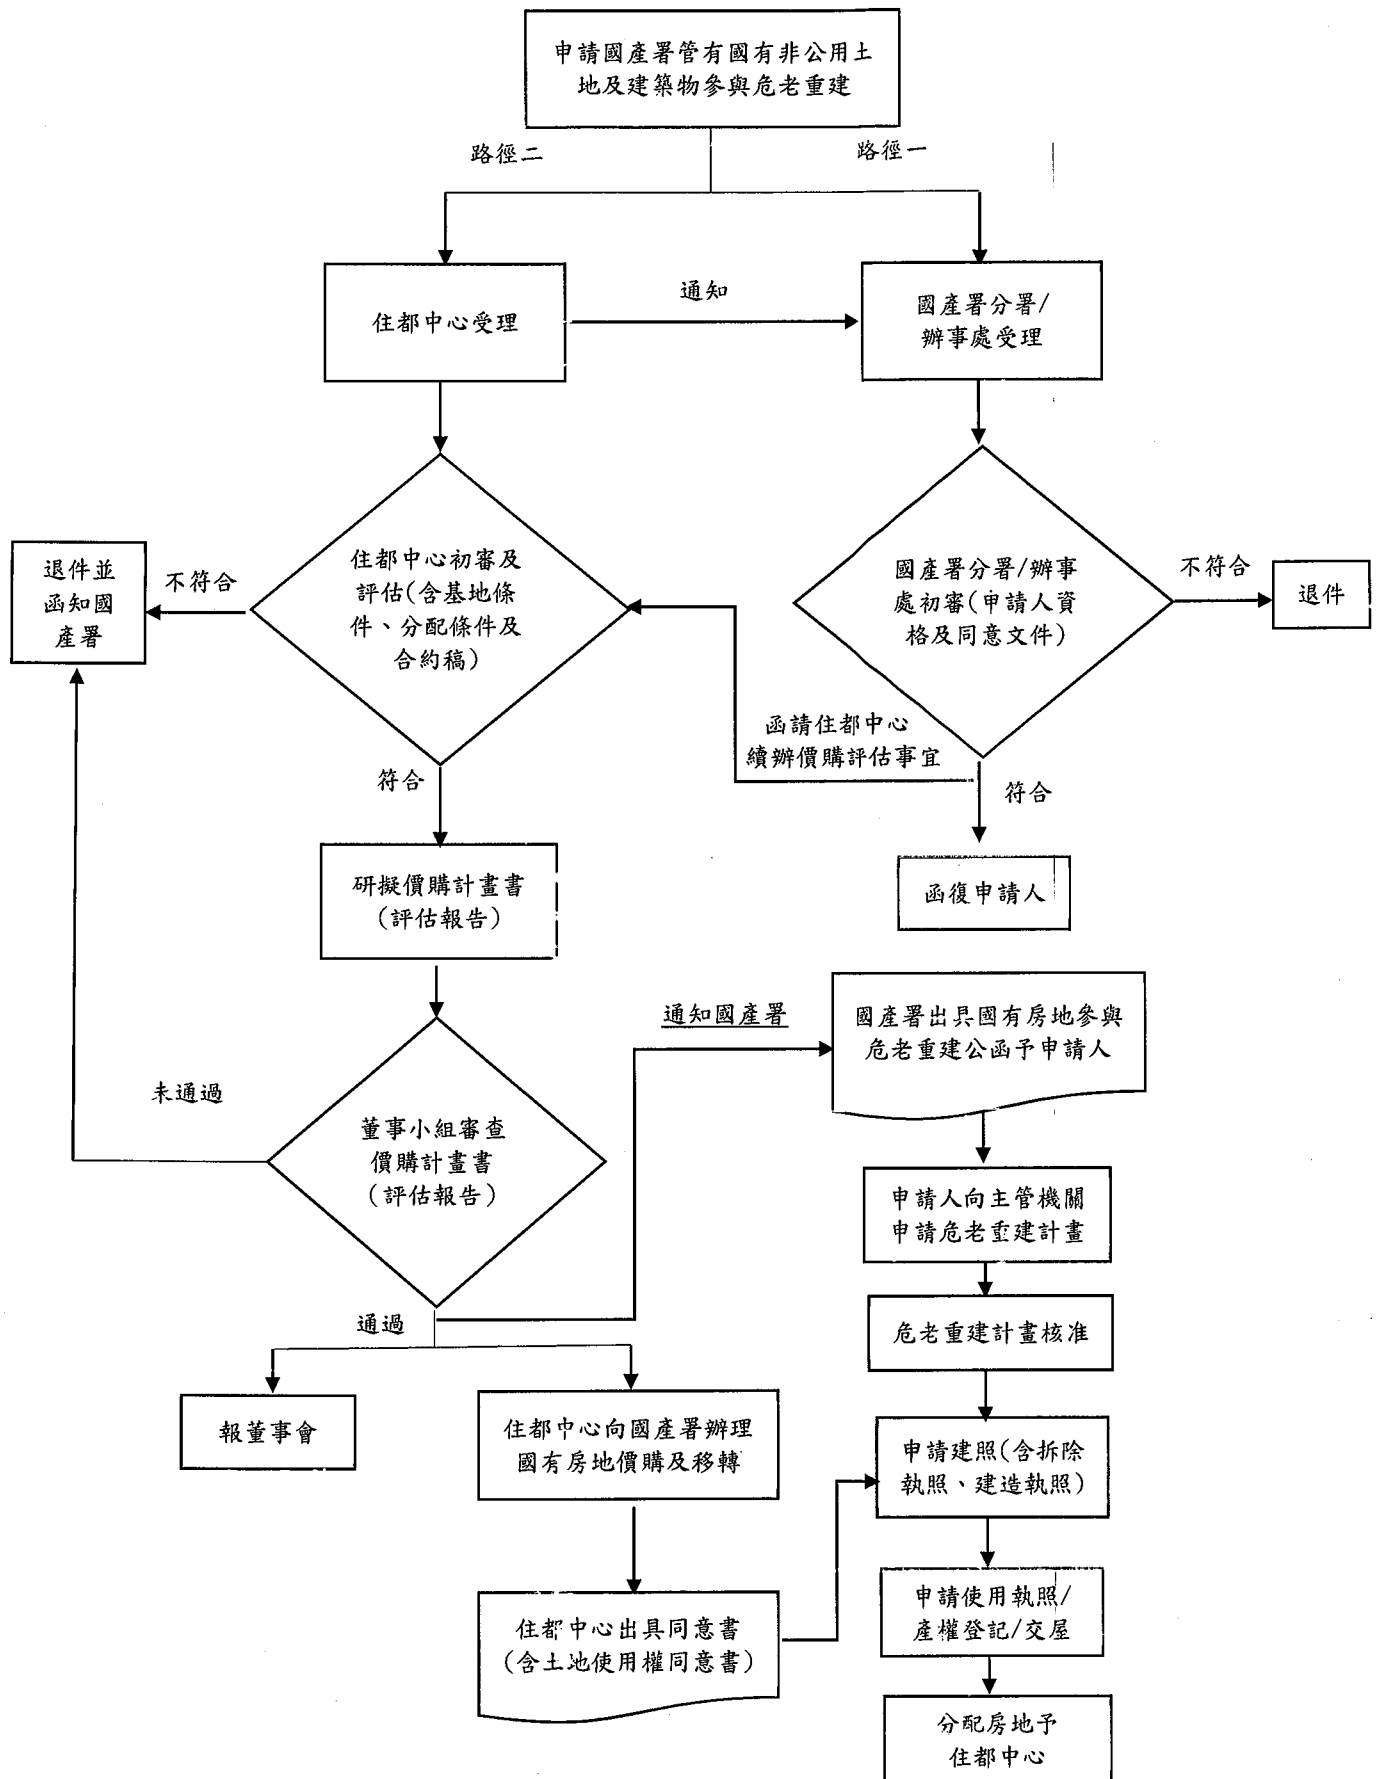 申請國產署管有國有非公用土
地及建築物參與危老重建
路徑二
路徑一
住都中心受理
通知
國產署分署/
辦事處受理
退件並
函知國
產署
不符合
住都中心初審及
評估(含基地條
件、分配條件及
合約稿)
國產署分署/辦事
處初審(申請人資
格及同意文件)
不符合
退件
函請住都中心
續辦價購評估事宜
符合
符合
研擬價購計畫書
(評估報告)
函復申請人
通知國產署
國產署出具國有房地參與
危老重建公函予申請人
未通過
董事小組審查
價購計畫書
(評估報告)
申請人向主管機關
申請危老重建計畫
通過
危老重建計畫核准
報董事會
住都中心向國產署辦理
國有房地價購及移轉
申請建照(含拆除
執照、建造執照)
住都中心出具同意書
(含土地使用權同意書)
申請使用執照/
產權登記/交屋
分配房地予
住都中心